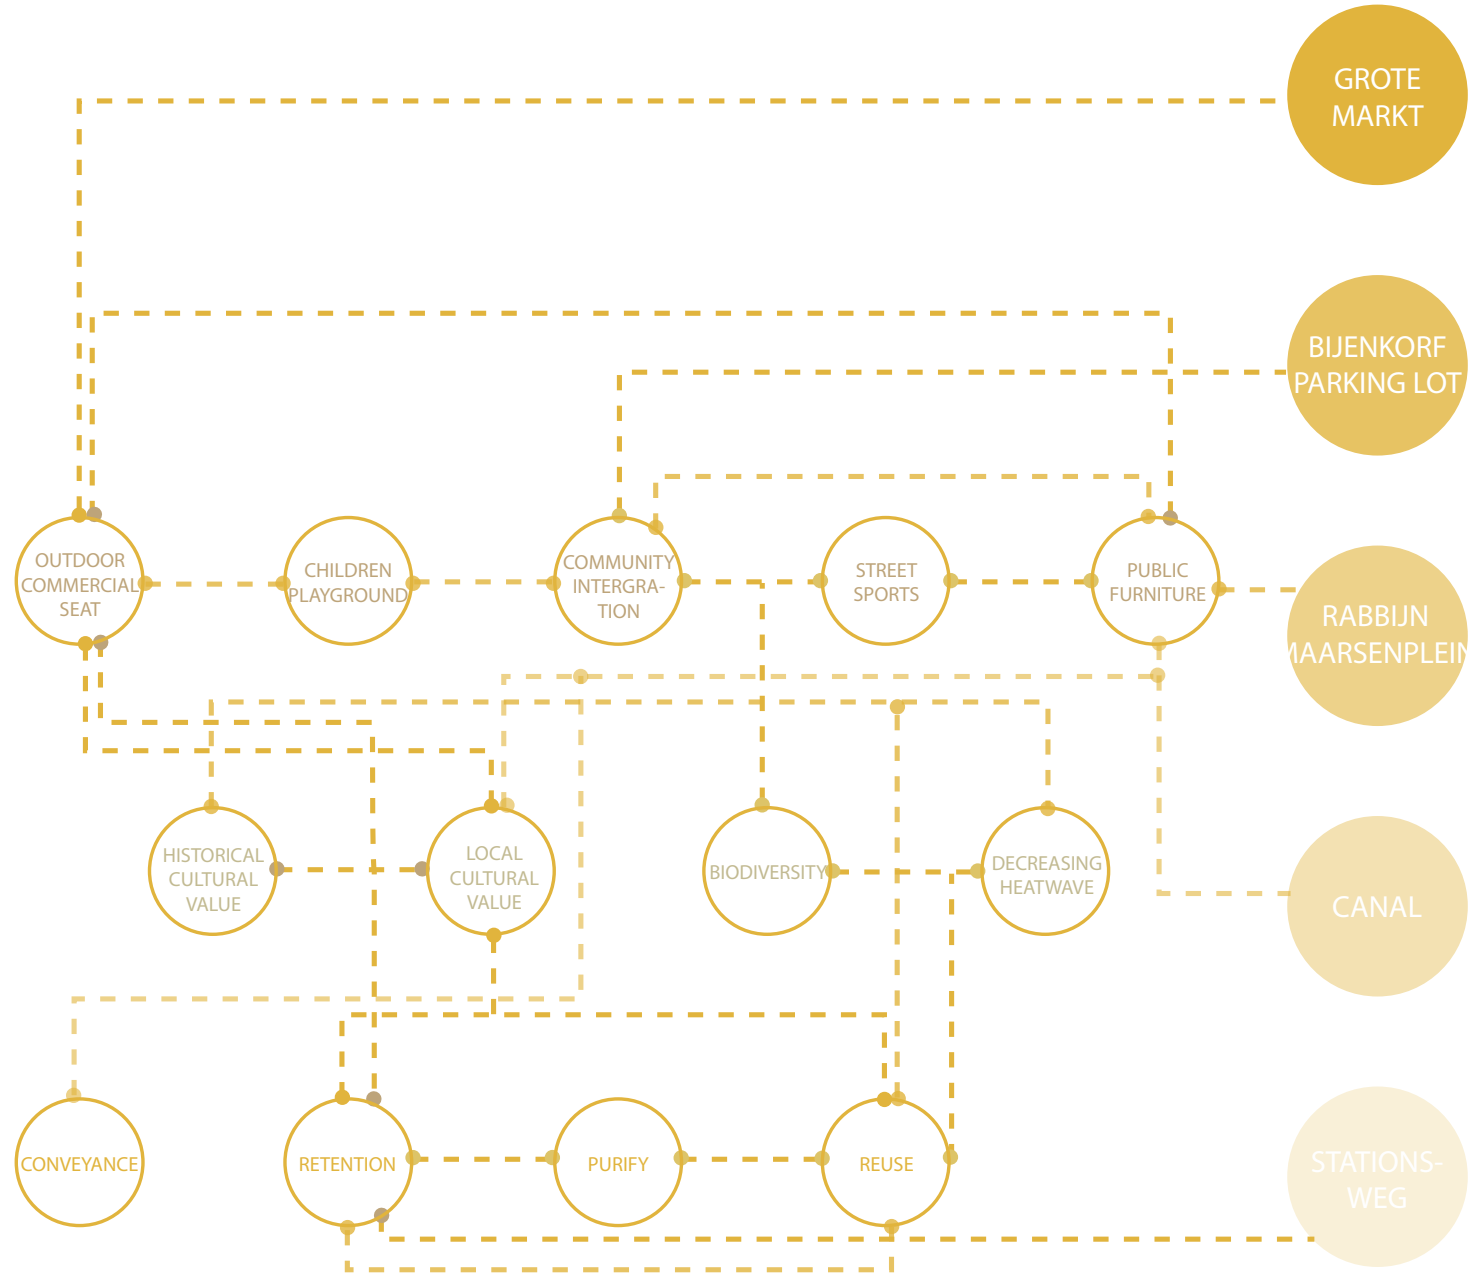 GROTE
MARKT
BIJENKORF
PARKING LOT
OUTDOOR
COMMERCIAL
SEAT
CHILDREN
PLAYGROUND
COMMUNITY
INTERGRA-
TION
STREET
SPORTS
PUBLIC
FURNITURE
RABBIJN
MAARSENPLEIN
HISTORICAL
CULTURAL
VALUE
LOCAL
CULTURAL
VALUE
BIODIVERSITY
DECREASING
HEATWAVE
CANAL
CONVEYANCE
RETENTION
PURIFY
REUSE
STATIONS-
WEG